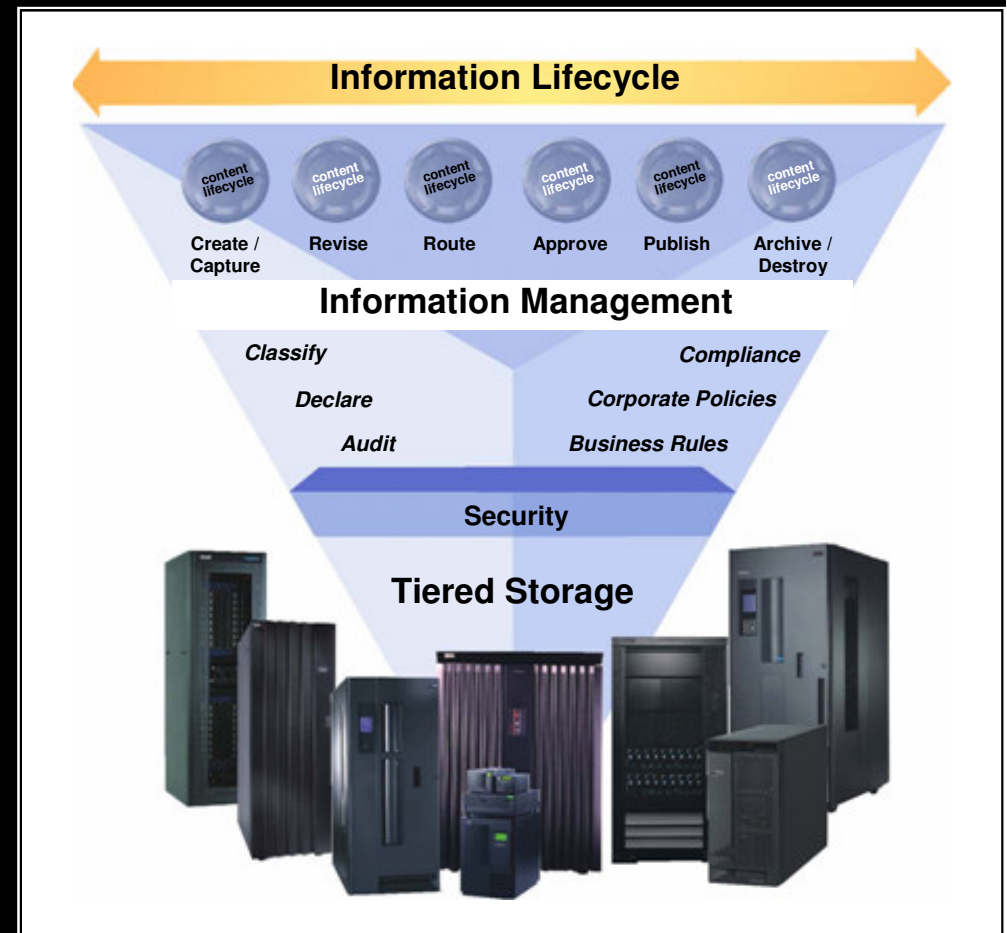 Information Lifecycle
content lifecycle
content lifecycle
content lifecycle
content lifecycle
content lifecycle
content lifecycle
Create / Capture
Revise
Route
Approve
Publish
Archive / Destroy
Information Management
Classify
Compliance
Declare
Corporate Policies
Audit
Business Rules
Security
Tiered Storage